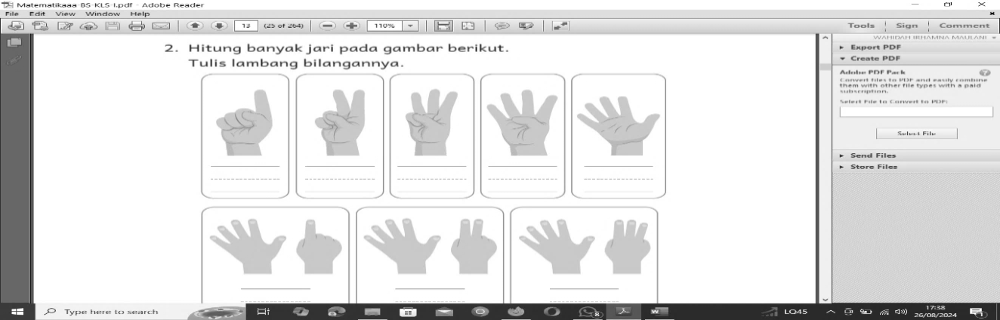 Matematikaaa-BS-KLS-I.pdf - Adobe Reader
File Edit View Window Help
13 (25 of 264) 110% Tools Sign Comment
WAHIDAH IRHAMNA MAULANI
2. Hitung banyak jari pada gambar berikut.
Tulis lambang bilangannya.
Export PDF
Create PDF
Adobe PDF Pack
Convert files to PDF and easily combine
them with other file types with a paid
subscription.
Select File to Convert to PDF:
Select File
Send Files
Store Files
Type here to search
LQ45
17:38
26/08/2024